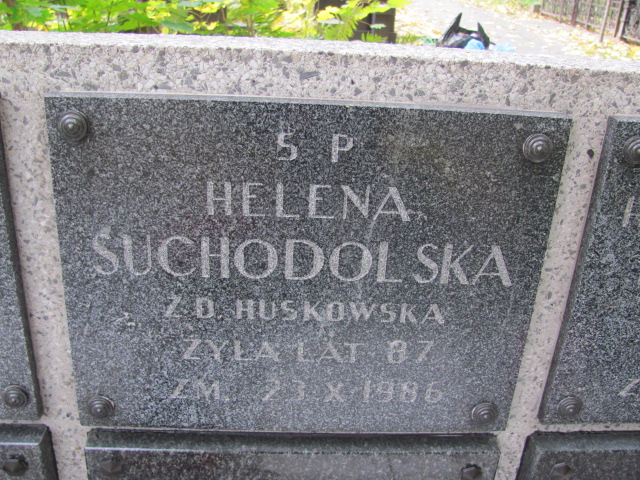 Ś P
HELENA
SUCHODOLSKA
Z D. HUSKOWSKA
ŻYŁA LAT 87
ZM. 23 X 1986